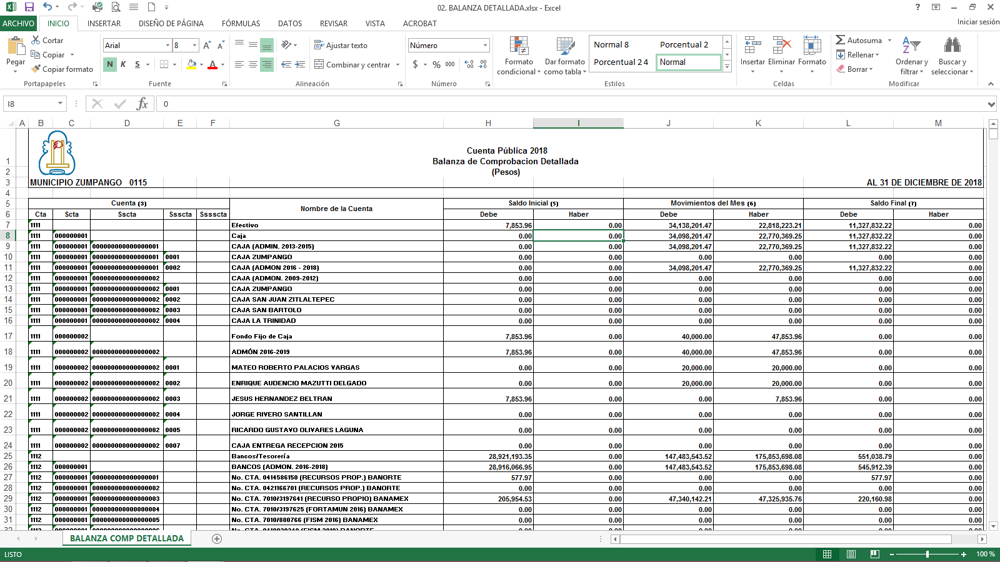 02. BALANZA DETALLADA.xlsx - Excel
ARCHIVO INICIO INSERTAR DISEÑO DE PÁGINA FÓRMULAS DATOS REVISAR VISTA ACROBAT Iniciar sesión
Pegar Cortar Copiar Copiar formato Portapapeles
Arial 8 N K S Fuente
Ajustar texto Combinar y centrar Alineación
Número $ % 000 Número
Formato condicional Dar formato como tabla Normal 8 Porcentual 2 Porcentual 2 4 Normal Estilos
Insertar Eliminar Formato Celdas
Autosuma Rellenar Borrar Ordenar y filtrar Buscar y seleccionar Modificar
I8 fx 0
A B C D E F G H I J K L M
Cuenta Pública 2018
1
Balanza de Comprobacion Detallada
2 (Pesos)
3 MUNICIPIO ZUMPANGO 0115 AL 31 DE DICIEMBRE DE 2018
4
5 Cuenta (3) Nombre de la Cuenta Saldo Inicial (5) Movimientos del Mes (6) Saldo Final (7)
6 Cta Scta Sscta Ssscta Sssscta Debe Haber Debe Haber Debe Haber
7 1111 Efectivo 7,853.96 0.00 34,138,201.47 22,818,223.21 11,327,832.22 0.00
8 1111 000000001 Caja 0.00 0.00 34,098,201.47 22,770,369.25 11,327,832.22 0.00
9 1111 000000001 000000000000000001 CAJA (ADMIN. 2013-2015) 0.00 0.00 34,098,201.47 22,770,369.25 11,327,832.22 0.00
10 1111 000000001 000000000000000001 0001 CAJA ZUMPANGO 0.00 0.00 0.00 0.00 0.00 0.00
11 1111 000000001 000000000000000001 0002 CAJA (ADMON 2016 - 2018) 0.00 0.00 34,098,201.47 22,770,369.25 11,327,832.22 0.00
12 1111 000000001 000000000000000002 CAJA (ADMON. 2009-2012) 0.00 0.00 0.00 0.00 0.00 0.00
13 1111 000000001 000000000000000002 0001 CAJA ZUMPANGO 0.00 0.00 0.00 0.00 0.00 0.00
14 1111 000000001 000000000000000002 0002 CAJA SAN JUAN ZITLALTEPEC 0.00 0.00 0.00 0.00 0.00 0.00
15 1111 000000001 000000000000000002 0003 CAJA SAN BARTOLO 0.00 0.00 0.00 0.00 0.00 0.00
16 1111 000000001 000000000000000002 0004 CAJA LA TRINIDAD 0.00 0.00 0.00 0.00 0.00 0.00
17 1111 000000002 Fondo Fijo de Caja 7,853.96 0.00 40,000.00 47,853.96 0.00 0.00
18 1111 000000002 000000000000000002 ADMÓN 2016-2019 7,853.96 0.00 40,000.00 47,853.96 0.00 0.00
19 1111 000000002 000000000000000002 0001 MATEO ROBERTO PALACIOS VARGAS 0.00 0.00 20,000.00 20,000.00 0.00 0.00
20 1111 000000002 000000000000000002 0002 ENRIQUE AUDENCIO MAZUTTI DELGADO 0.00 0.00 20,000.00 20,000.00 0.00 0.00
21 1111 000000002 000000000000000002 0003 JESUS HERNANDEZ BELTRAN 7,853.96 0.00 0.00 7,853.96 0.00 0.00
22 1111 000000002 000000000000000002 0004 JORGE RIVERO SANTILLAN 0.00 0.00 0.00 0.00 0.00 0.00
23 1111 000000002 000000000000000002 0005 RICARDO GUSTAVO OLIVARES LAGUNA 0.00 0.00 0.00 0.00 0.00 0.00
24 1111 000000002 000000000000000002 0007 CAJA ENTREGA RECEPCION 2015 0.00 0.00 0.00 0.00 0.00 0.00
25 1112 Bancos/Tesorería 28,921,193.35 0.00 147,483,543.52 175,853,698.08 551,038.79 0.00
26 1112 000000001 BANCOS (ADMON. 2016-2018) 28,916,066.95 0.00 147,483,543.52 175,853,698.08 545,912.39 0.00
27 1112 000000001 000000000000000001 No. CTA. 0414586150 (RECURSOS PROP.) BANORTE 577.97 0.00 0.00 0.00 577.97 0.00
28 1112 000000001 000000000000000002 No. CTA. 0421166701 (RECURSOS PROP.) BANORTE 0.00 0.00 0.00 0.00 0.00 0.00
29 1112 000000001 000000000000000003 No. CTA. 7010/3197641 (RECURSO PROPIO) BANAMEX 205,954.53 0.00 47,340,142.21 47,325,935.76 220,160.98 0.00
30 1112 000000001 000000000000000004 No. CTA. 7010/3197625 (FORTAMUN 2016) BANAMEX 0.00 0.00 0.00 0.00 0.00 0.00
31 1112 000000001 000000000000000005 No. CTA. 7010/880766 (FISM 2016) BANAMEX 0.00 0.00 0.00 0.00 0.00 0.00
BALANZA COMP DETALLADA
LISTO 100 %